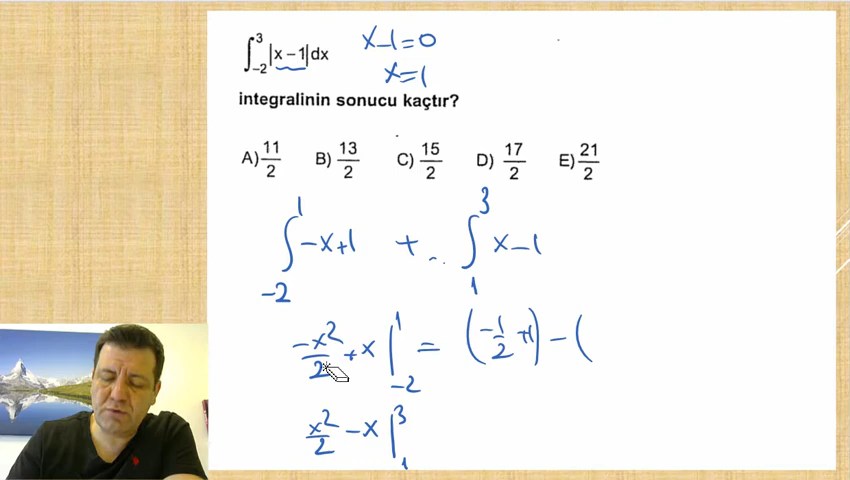 ∫₋₂³ |x – 1| dx x–1=0
x=1
integralinin sonucu kaçtır?
A) 11/2 B) 13/2 C) 15/2 D) 17/2 E) 21/2
∫₋₂¹ –x+1 + ∫₁³ x–1
–x²/2 + x |₋₂¹ = (–1/2 +1) – (
x²/2 – x |₁³